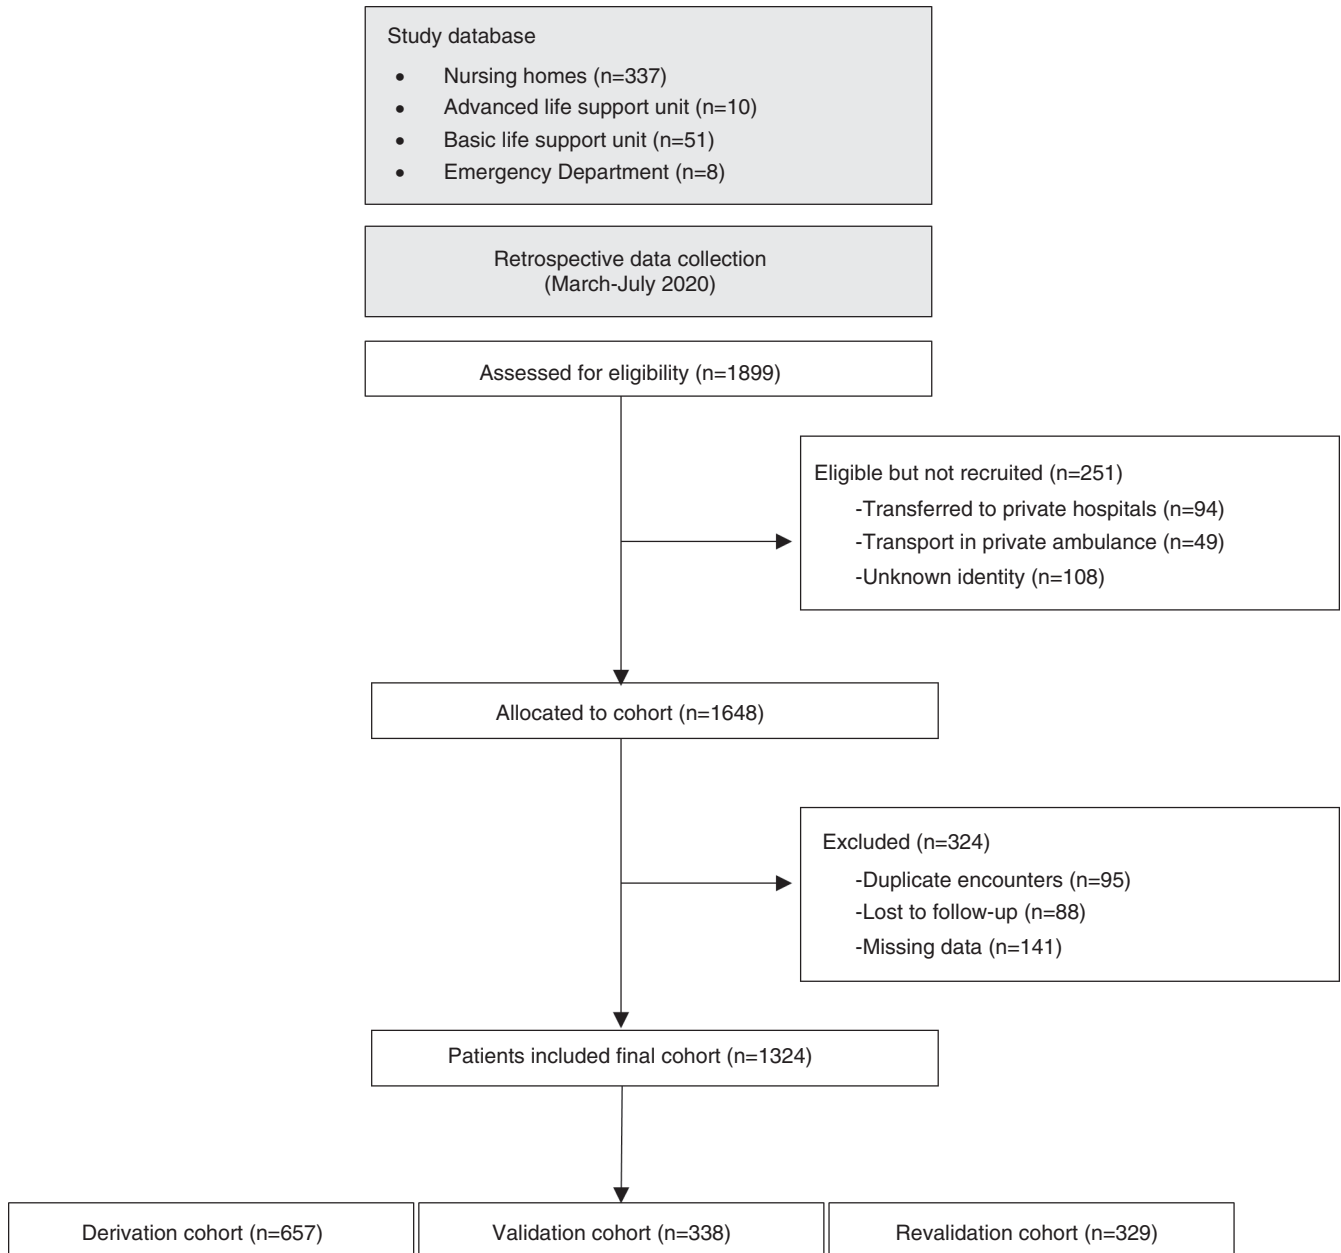 Study database
• Nursing homes (n=337)
• Advanced life support unit (n=10)
• Basic life support unit (n=51)
• Emergency Department (n=8)
Retrospective data collection
(March-July 2020)
Assessed for eligibility (n=1899)
Eligible but not recruited (n=251)
-Transferred to private hospitals (n=94)
-Transport in private ambulance (n=49)
-Unknown identity (n=108)
Allocated to cohort (n=1648)
Excluded (n=324)
-Duplicate encounters (n=95)
-Lost to follow-up (n=88)
-Missing data (n=141)
Patients included final cohort (n=1324)
Derivation cohort (n=657)
Validation cohort (n=338)
Revalidation cohort (n=329)